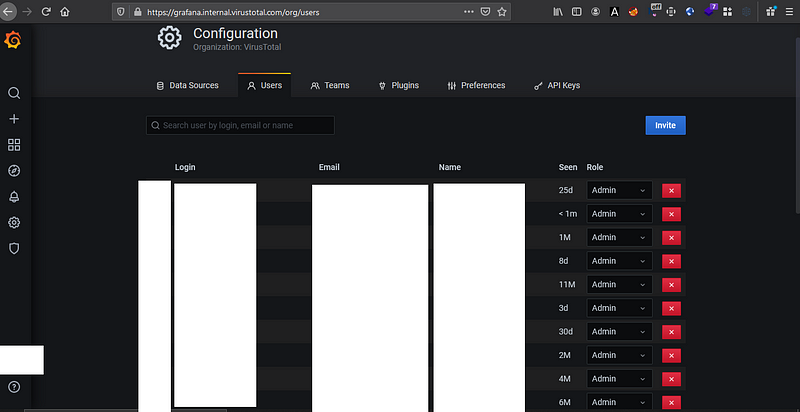 https://grafana.internal.virustotal.com/org/users
off
7
Configuration
Organization: VirusTotal
Data Sources
Users
Teams
Plugins
Preferences
API Keys
Search user by login, email or name
Invite
Login Email Name Seen Role
25d Admin
< 1m Admin
1M Admin
8d Admin
11M Admin
3d Admin
30d Admin
2M Admin
4M Admin
6M Admin